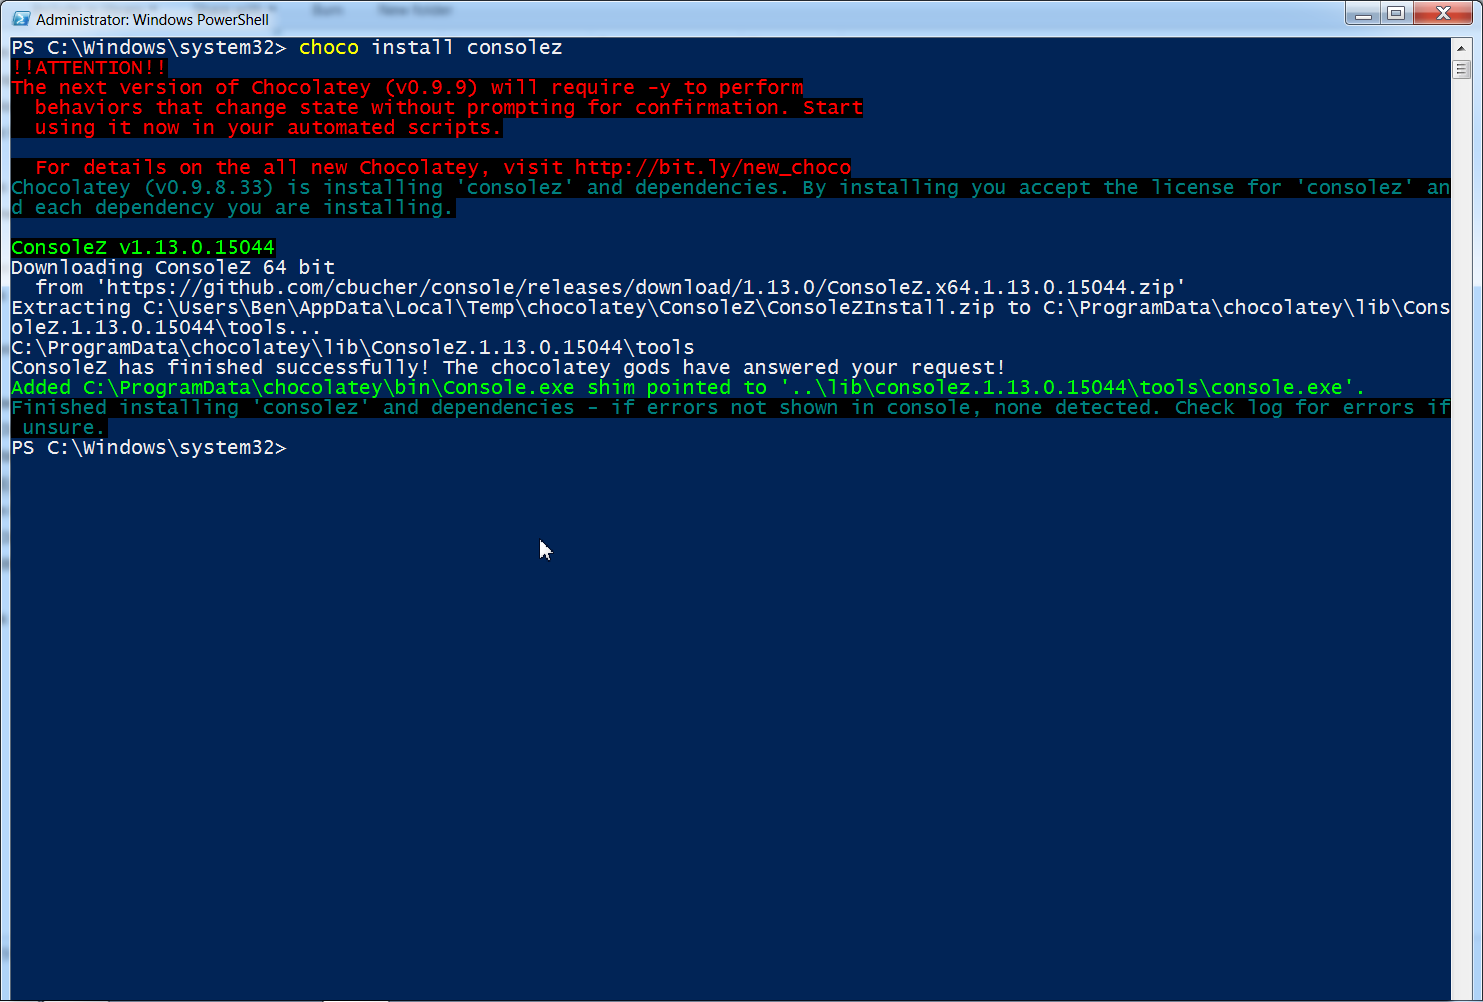 Burn New folder
Administrator: Windows PowerShell
PS C:\Windows\system32> choco install consolez
!!ATTENTION!!
The next version of Chocolatey (v0.9.9) will require -y to perform
  behaviors that change state without prompting for confirmation. Start
  using it now in your automated scripts.
  For details on the all new Chocolatey, visit http://bit.ly/new_choco
Chocolatey (v0.9.8.33) is installing 'consolez' and dependencies. By installing you accept the license for 'consolez' an
d each dependency you are installing.
ConsoleZ v1.13.0.15044
Downloading ConsoleZ 64 bit
  from 'https://github.com/cbucher/console/releases/download/1.13.0/ConsoleZ.x64.1.13.0.15044.zip'
Extracting C:\Users\Ben\AppData\Local\Temp\chocolatey\ConsoleZ\ConsoleZInstall.zip to C:\ProgramData\chocolatey\lib\Cons
oleZ.1.13.0.15044\tools...
C:\ProgramData\chocolatey\lib\ConsoleZ.1.13.0.15044\tools
ConsoleZ has finished successfully! The chocolatey gods have answered your request!
Added C:\ProgramData\chocolatey\bin\Console.exe shim pointed to '..\lib\consolez.1.13.0.15044\tools\console.exe'.
Finished installing 'consolez' and dependencies - if errors not shown in console, none detected. Check log for errors if
 unsure.
PS C:\Windows\system32>